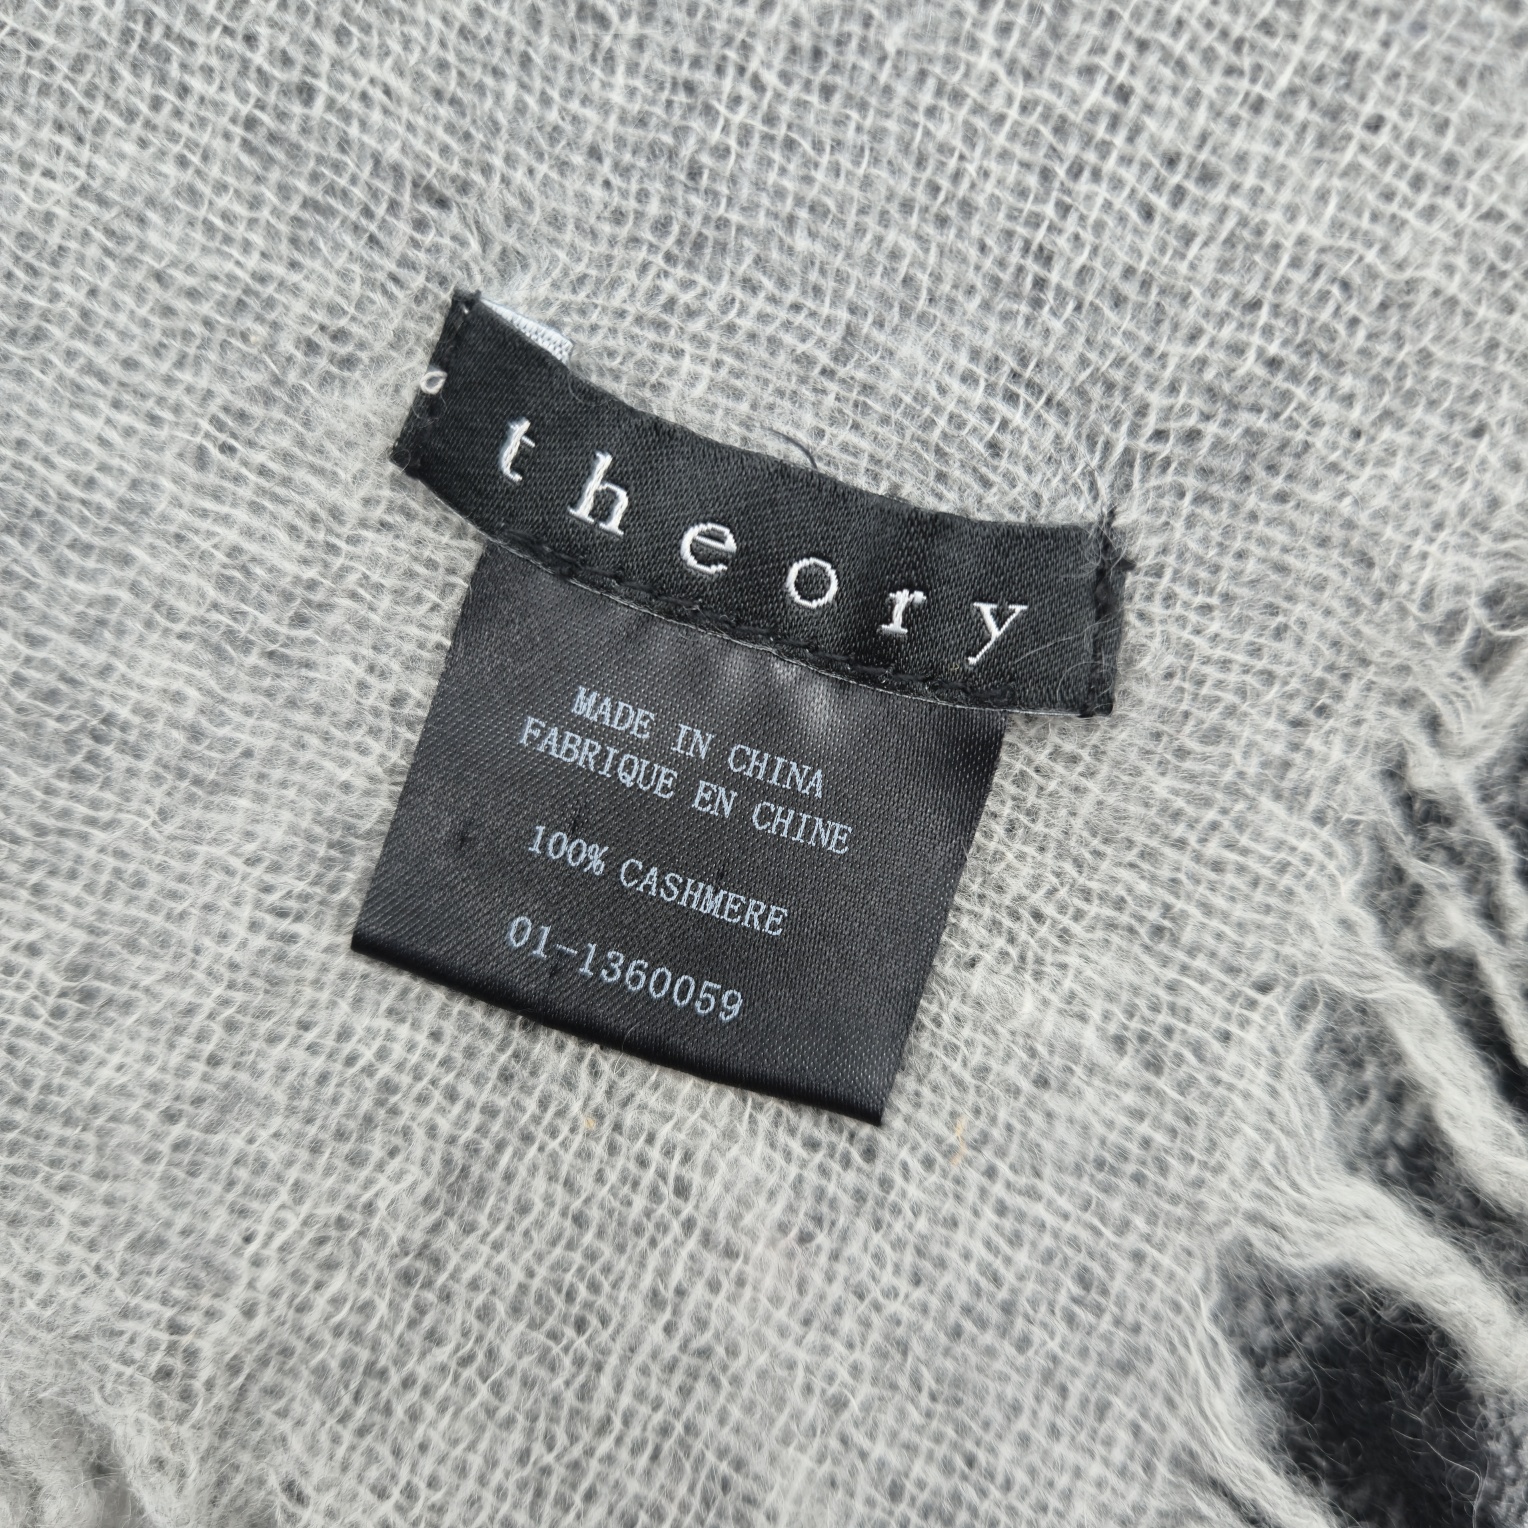 theory
MADE IN CHINA
FABRIQUE EN CHINE
100% CASHMERE
01-1360059